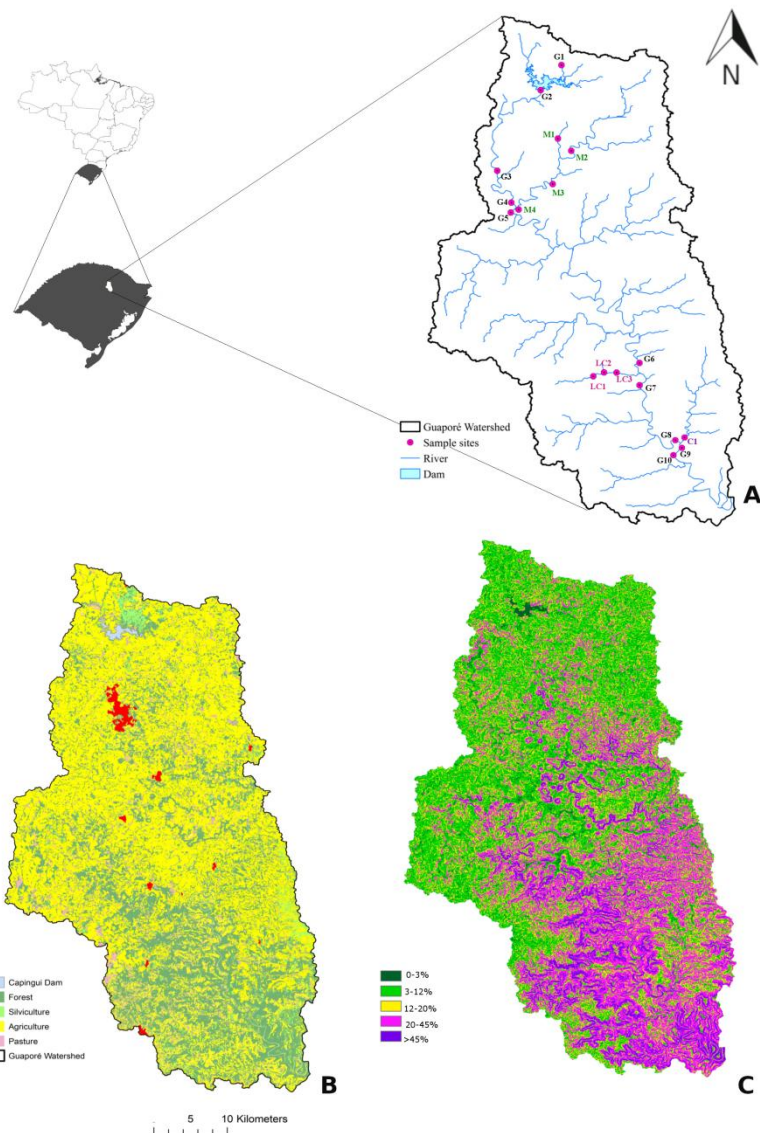 G1
N
G2
M1
M2
G3
M3
G4
M4
G5
G6
LC2
LC3
LC1
G7
Guaporé Watershed
Sample sites
River
Dam
G8
C1
G9
G10
A
0-3%
3-12%
12-20%
20-45%
>45%
Capingui Dam
Forest
Silviculture
Agriculture
Pasture
Guaporé Watershed
B
C
5 10 Kilometers